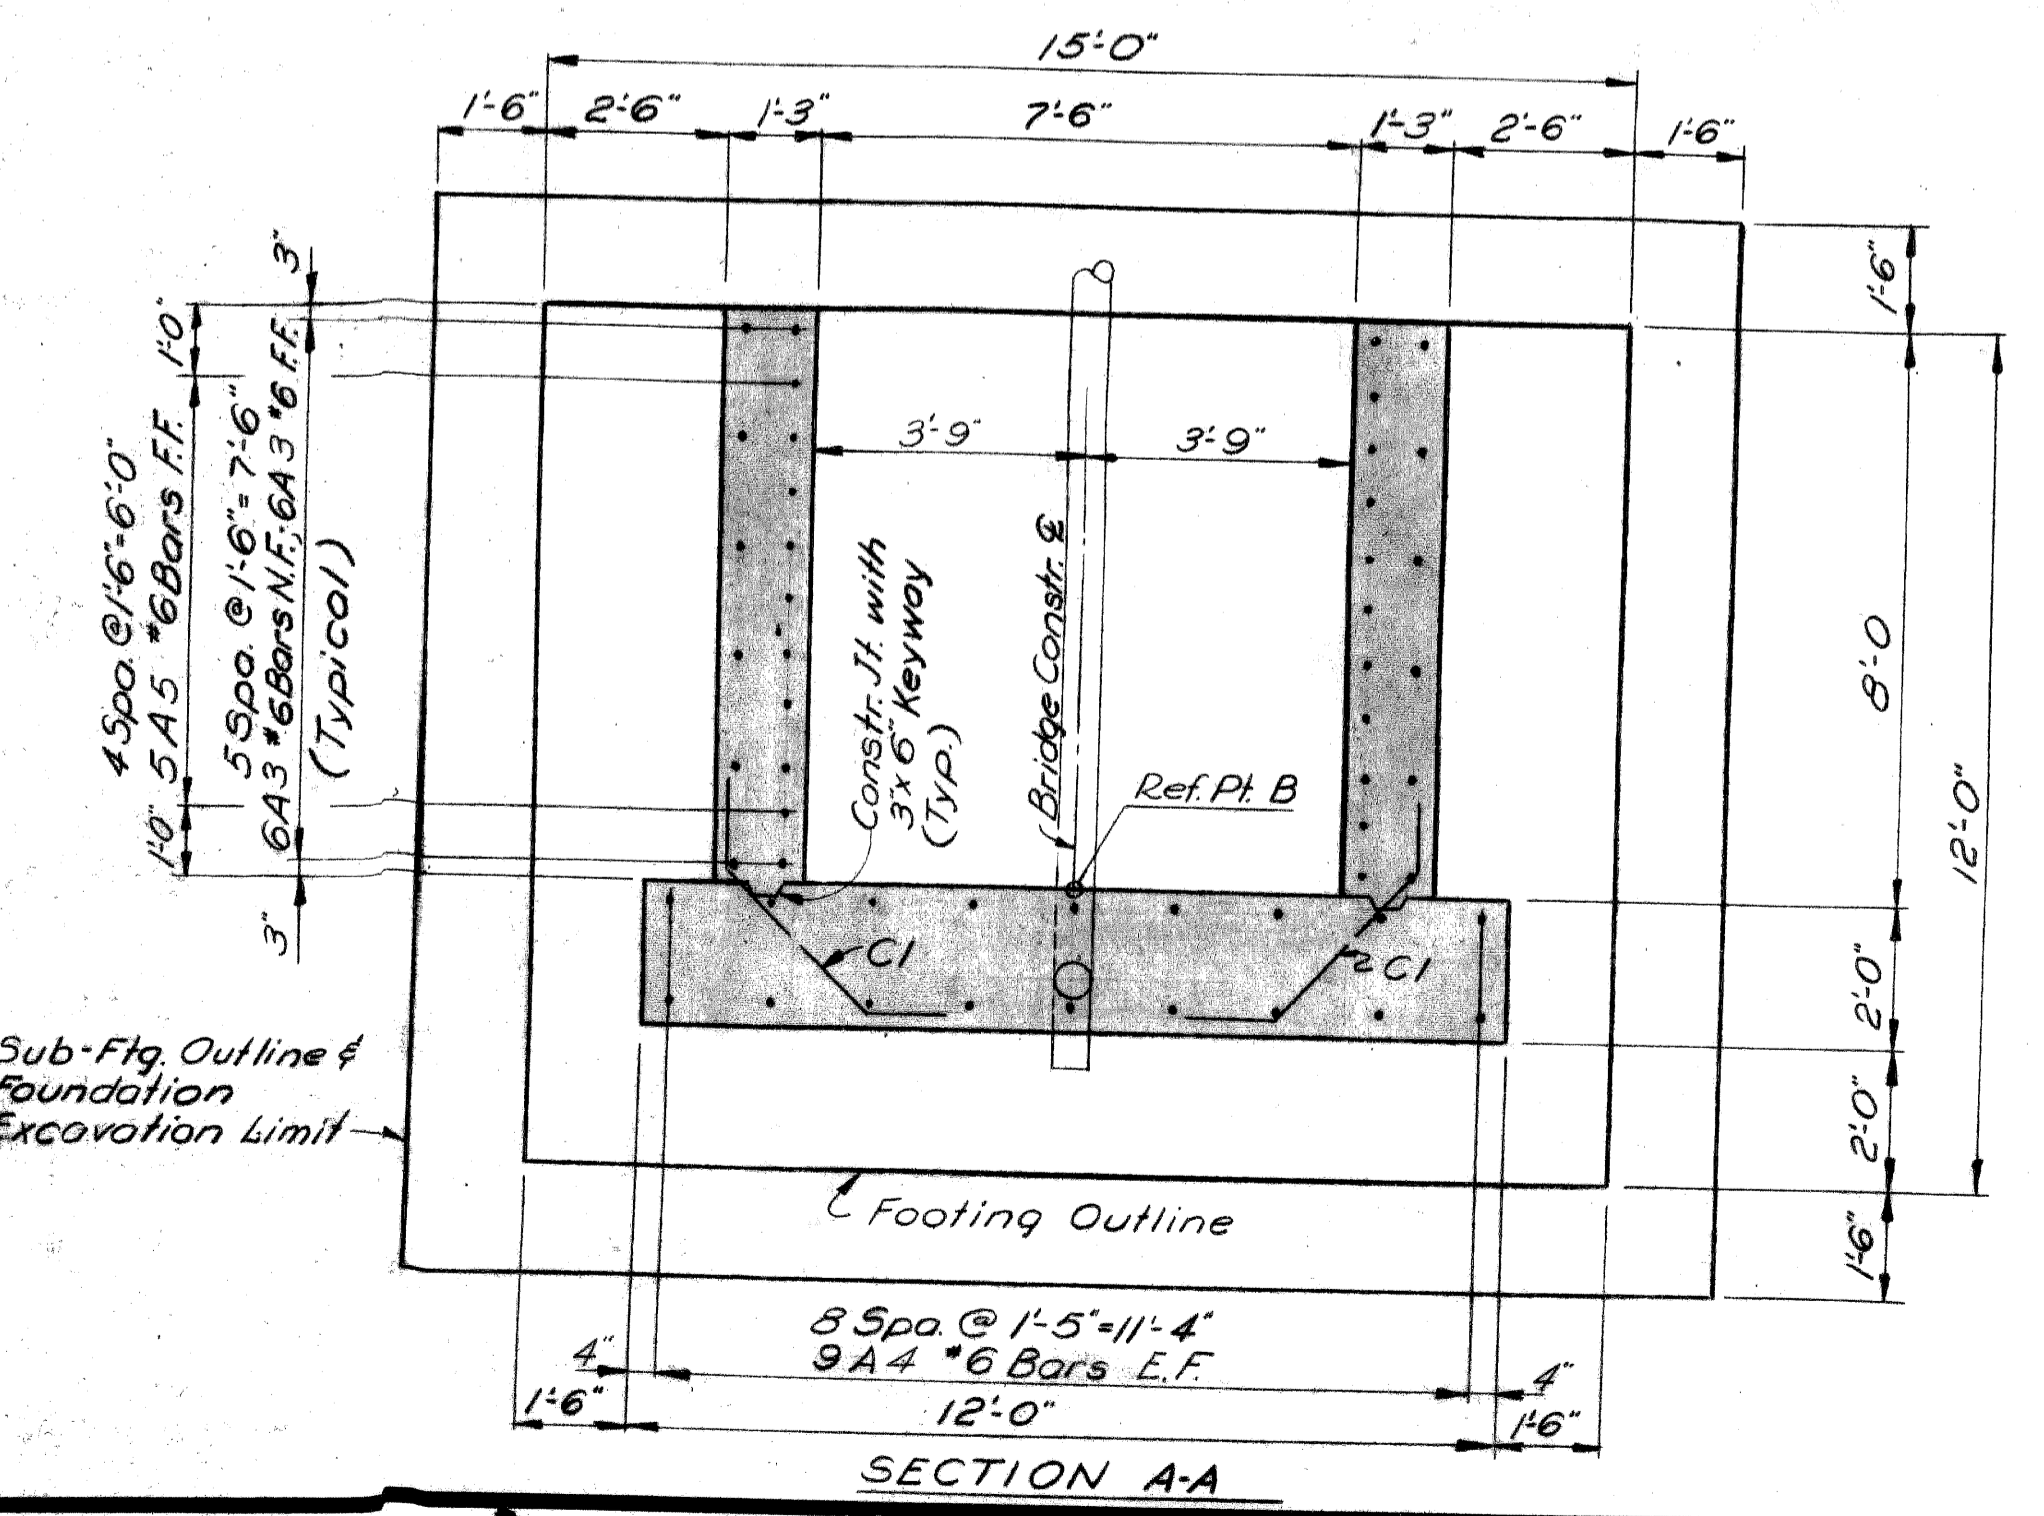 15'-0"
1'-6" 2'-6" 1'-3" 7'-6" 1'-3" 2'-6" 1'-6"
3"
1'-0"
4 Spa. @ 1'-6"=6'-0"
5 A5 #6 Bars F.F.
1'-0"
5 Spa. @ 1'-6"= 7'-6"
6A3 #6 Bars N.F.; 6A3 #6 F.F.
(Typical)
3"
3'-9" 3'-9"
Constr. Jt. with
3"x 6" Keyway
(Typ.)
Bridge Constr. ℄
Ref. Pt. B
C1
C1
1'-6"
8'-0
12'-0"
2'-0"
2'-0"
1'-6"
Sub-Ftg. Outline &
Foundation
Excavation Limit
Footing Outline
8 Spa. @ 1'-5"=11'-4"
4" 9 A4 #6 Bars E.F. 4"
1'-6" 12'-0" 1'-6"
SECTION A-A